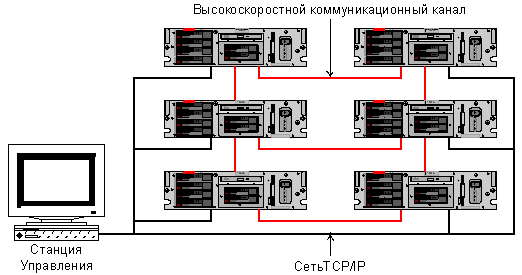 Высокоскоростной коммуникационный канал
Станция
Управления
СетьTCP/IP